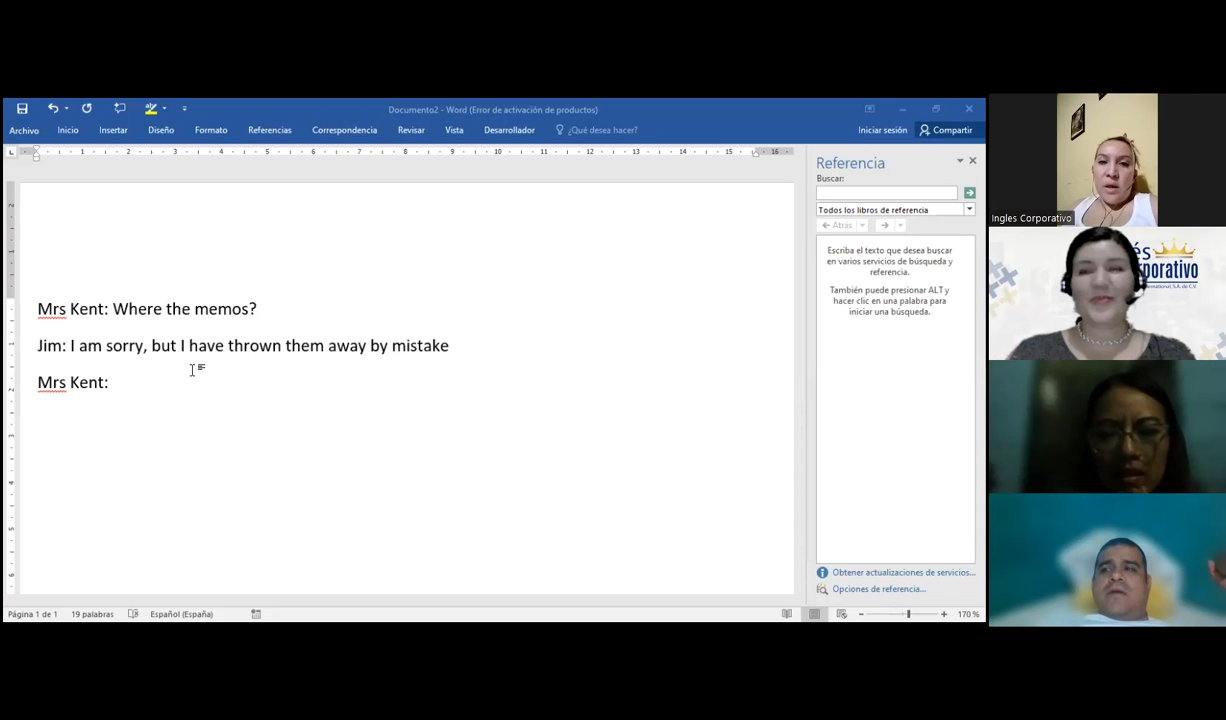 Documento2 - Word (Error de activación de productos)
Archivo
Inicio
Insertar
Diseño
Formato
Referencias
Correspondencia
Revisar
Vista
Desarrollador
¿Qué desea hacer?
Iniciar sesión
Compartir
Mrs Kent: Where the memos?
Jim: I am sorry, but I have thrown them away by mistake
Mrs Kent:
Referencia
Buscar:
Todos los libros de referencia
Atrás
Escriba el texto que desea buscar
en varios servicios de búsqueda y
referencia.
También puede presionar ALT y
hacer clic en una palabra para
iniciar una búsqueda.
Obtener actualizaciones de servicios...
Opciones de referencia...
Página 1 de 1
19 palabras
Español (España)
170 %
Ingles Corporativo